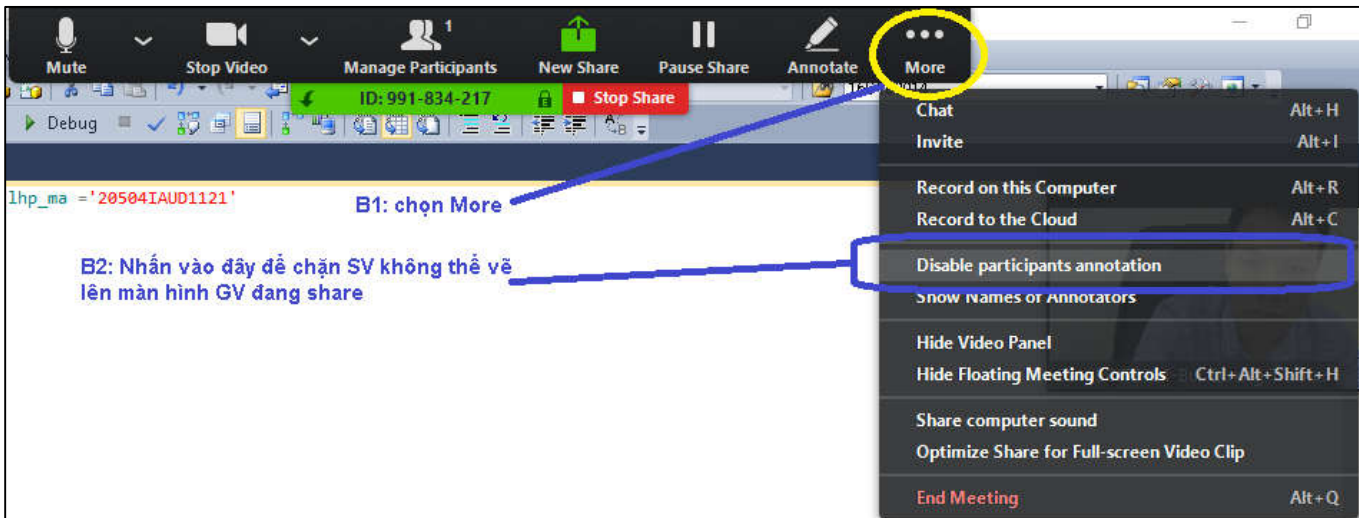 1
Mute
Stop Video
Manage Participants
New Share
Pause Share
Annotate
More
ID: 991-834-217
Stop Share
Debug
Chat Alt+H
Invite Alt+I
Record on this Computer Alt+R
Record to the Cloud Alt+C
Disable participants annotation
Show Names of Annotators
Hide Video Panel
Hide Floating Meeting Controls Ctrl+Alt+Shift+H
Share computer sound
Optimize Share for Full-screen Video Clip
End Meeting Alt+Q
lhp_ma ='20504IAUD1121'
B1: chọn More
B2: Nhấn vào đây để chặn SV không thể vẽ
lên màn hình GV đang share